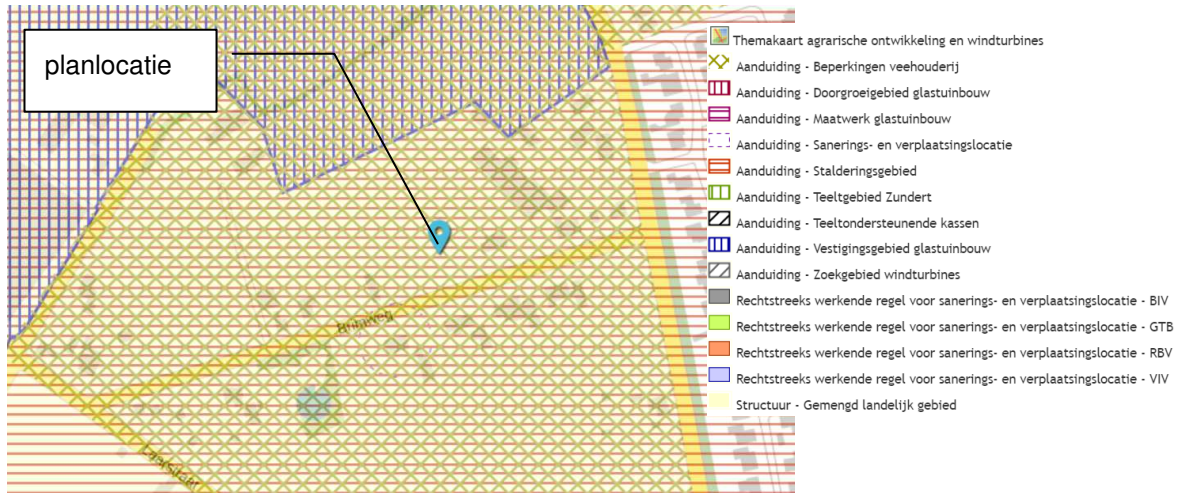 planlocatie
Themakaart agrarische ontwikkeling en windturbines
Aanduiding - Beperkingen veehouderij
Aanduiding - Doorgroeigebied glastuinbouw
Aanduiding - Maatwerk glastuinbouw
Aanduiding - Sanerings- en verplaatsingslocatie
Aanduiding - Stalderingsgebied
Aanduiding - Teeltgebied Zundert
Aanduiding - Teeltondersteunende kassen
Aanduiding - Vestigingsgebied glastuinbouw
Aanduiding - Zoekgebied windturbines
Rechtstreeks werkende regel voor sanerings- en verplaatsingslocatie - BIV
Rechtstreeks werkende regel voor sanerings- en verplaatsingslocatie - GTB
Rechtstreeks werkende regel voor sanerings- en verplaatsingslocatie - RBV
Rechtstreeks werkende regel voor sanerings- en verplaatsingslocatie - VIV
Structuur - Gemengd landelijk gebied